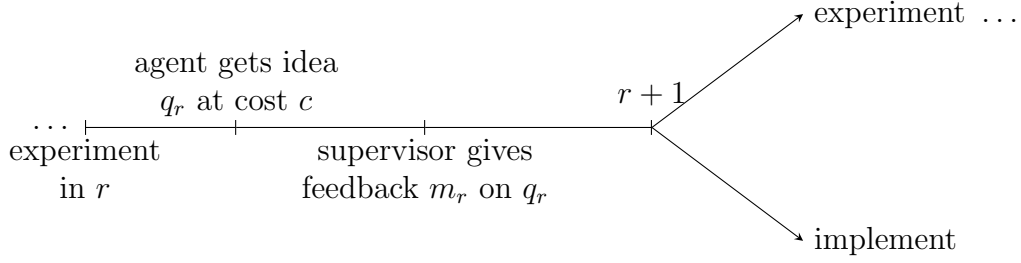 experiment …
agent gets idea
q_r at cost c
r + 1
…
experiment
in r
supervisor gives
feedback m_r on q_r
implement